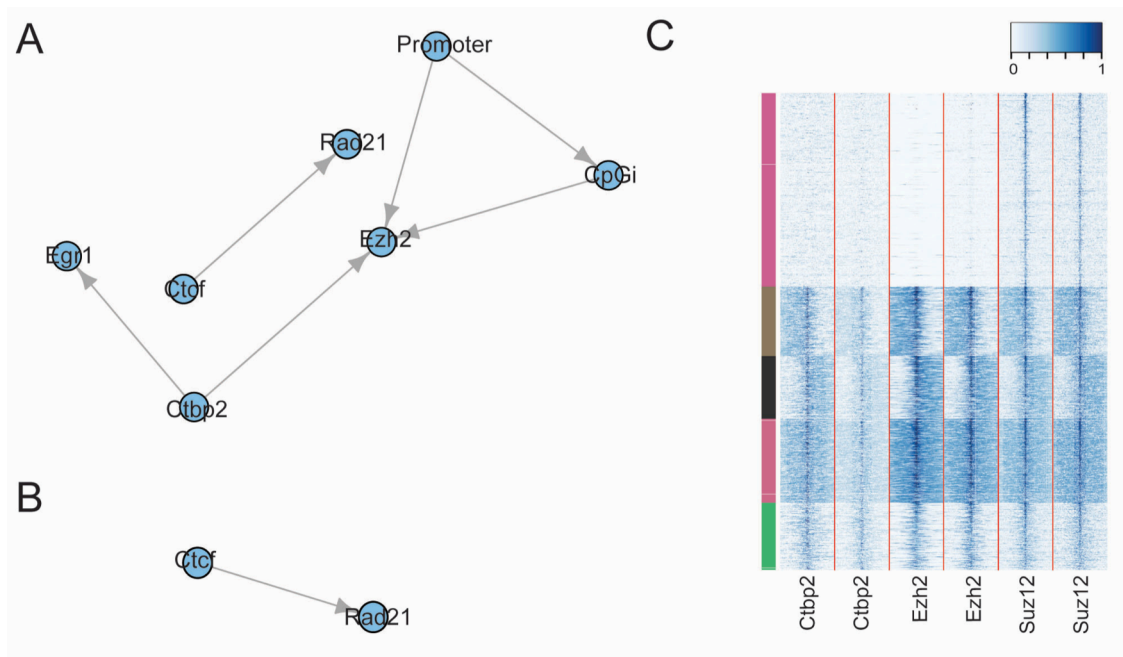 A
Promoter
Rad21
CpGi
Ezh2
Egr1
Ctcf
Ctbp2
B
Ctcf
Rad21
C
0 1
Ctbp2
Ctbp2
Ezh2
Ezh2
Suz12
Suz12